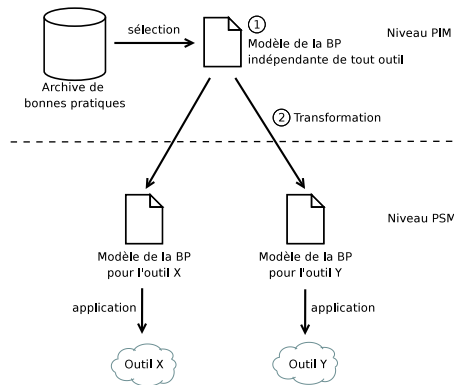 sélection
1
Modèle de la BP
indépendante de tout outil
Niveau PIM
Archive de
bonnes pratiques
2 Transformation
Niveau PSM
Modèle de la BP
pour l'outil X
Modèle de la BP
pour l'outil Y
application
application
Outil X
Outil Y